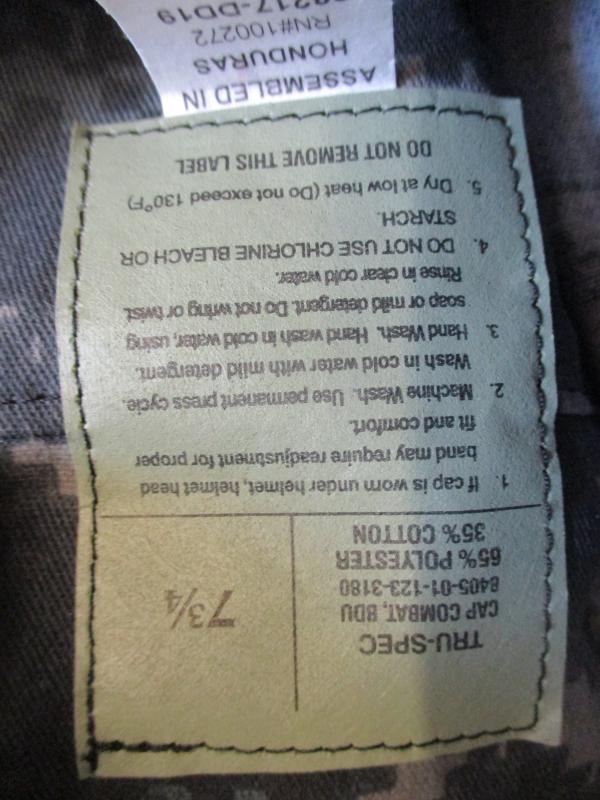 TRU-SPEC
CAP COMBAT, BDU
8405-01-123-3180
65% POLYESTER
35% COTTON
7¾
1. If cap is worn under helmet, helmet head
band may require readjustment for proper
fit and comfort.
2. Machine Wash. Use permanent press cycle.
Wash in cold water with mild detergent.
3. Hand Wash. Hand wash in cold water, using
soap or mild detergent. Do not wring or twist.
Rinse in clear cold water.
4. DO NOT USE CHLORINE BLEACH OR
STARCH.
5. Dry at low heat (Do not exceed 130°F)
DO NOT REMOVE THIS LABEL
ASSEMBLED IN
HONDURAS
RN#100272